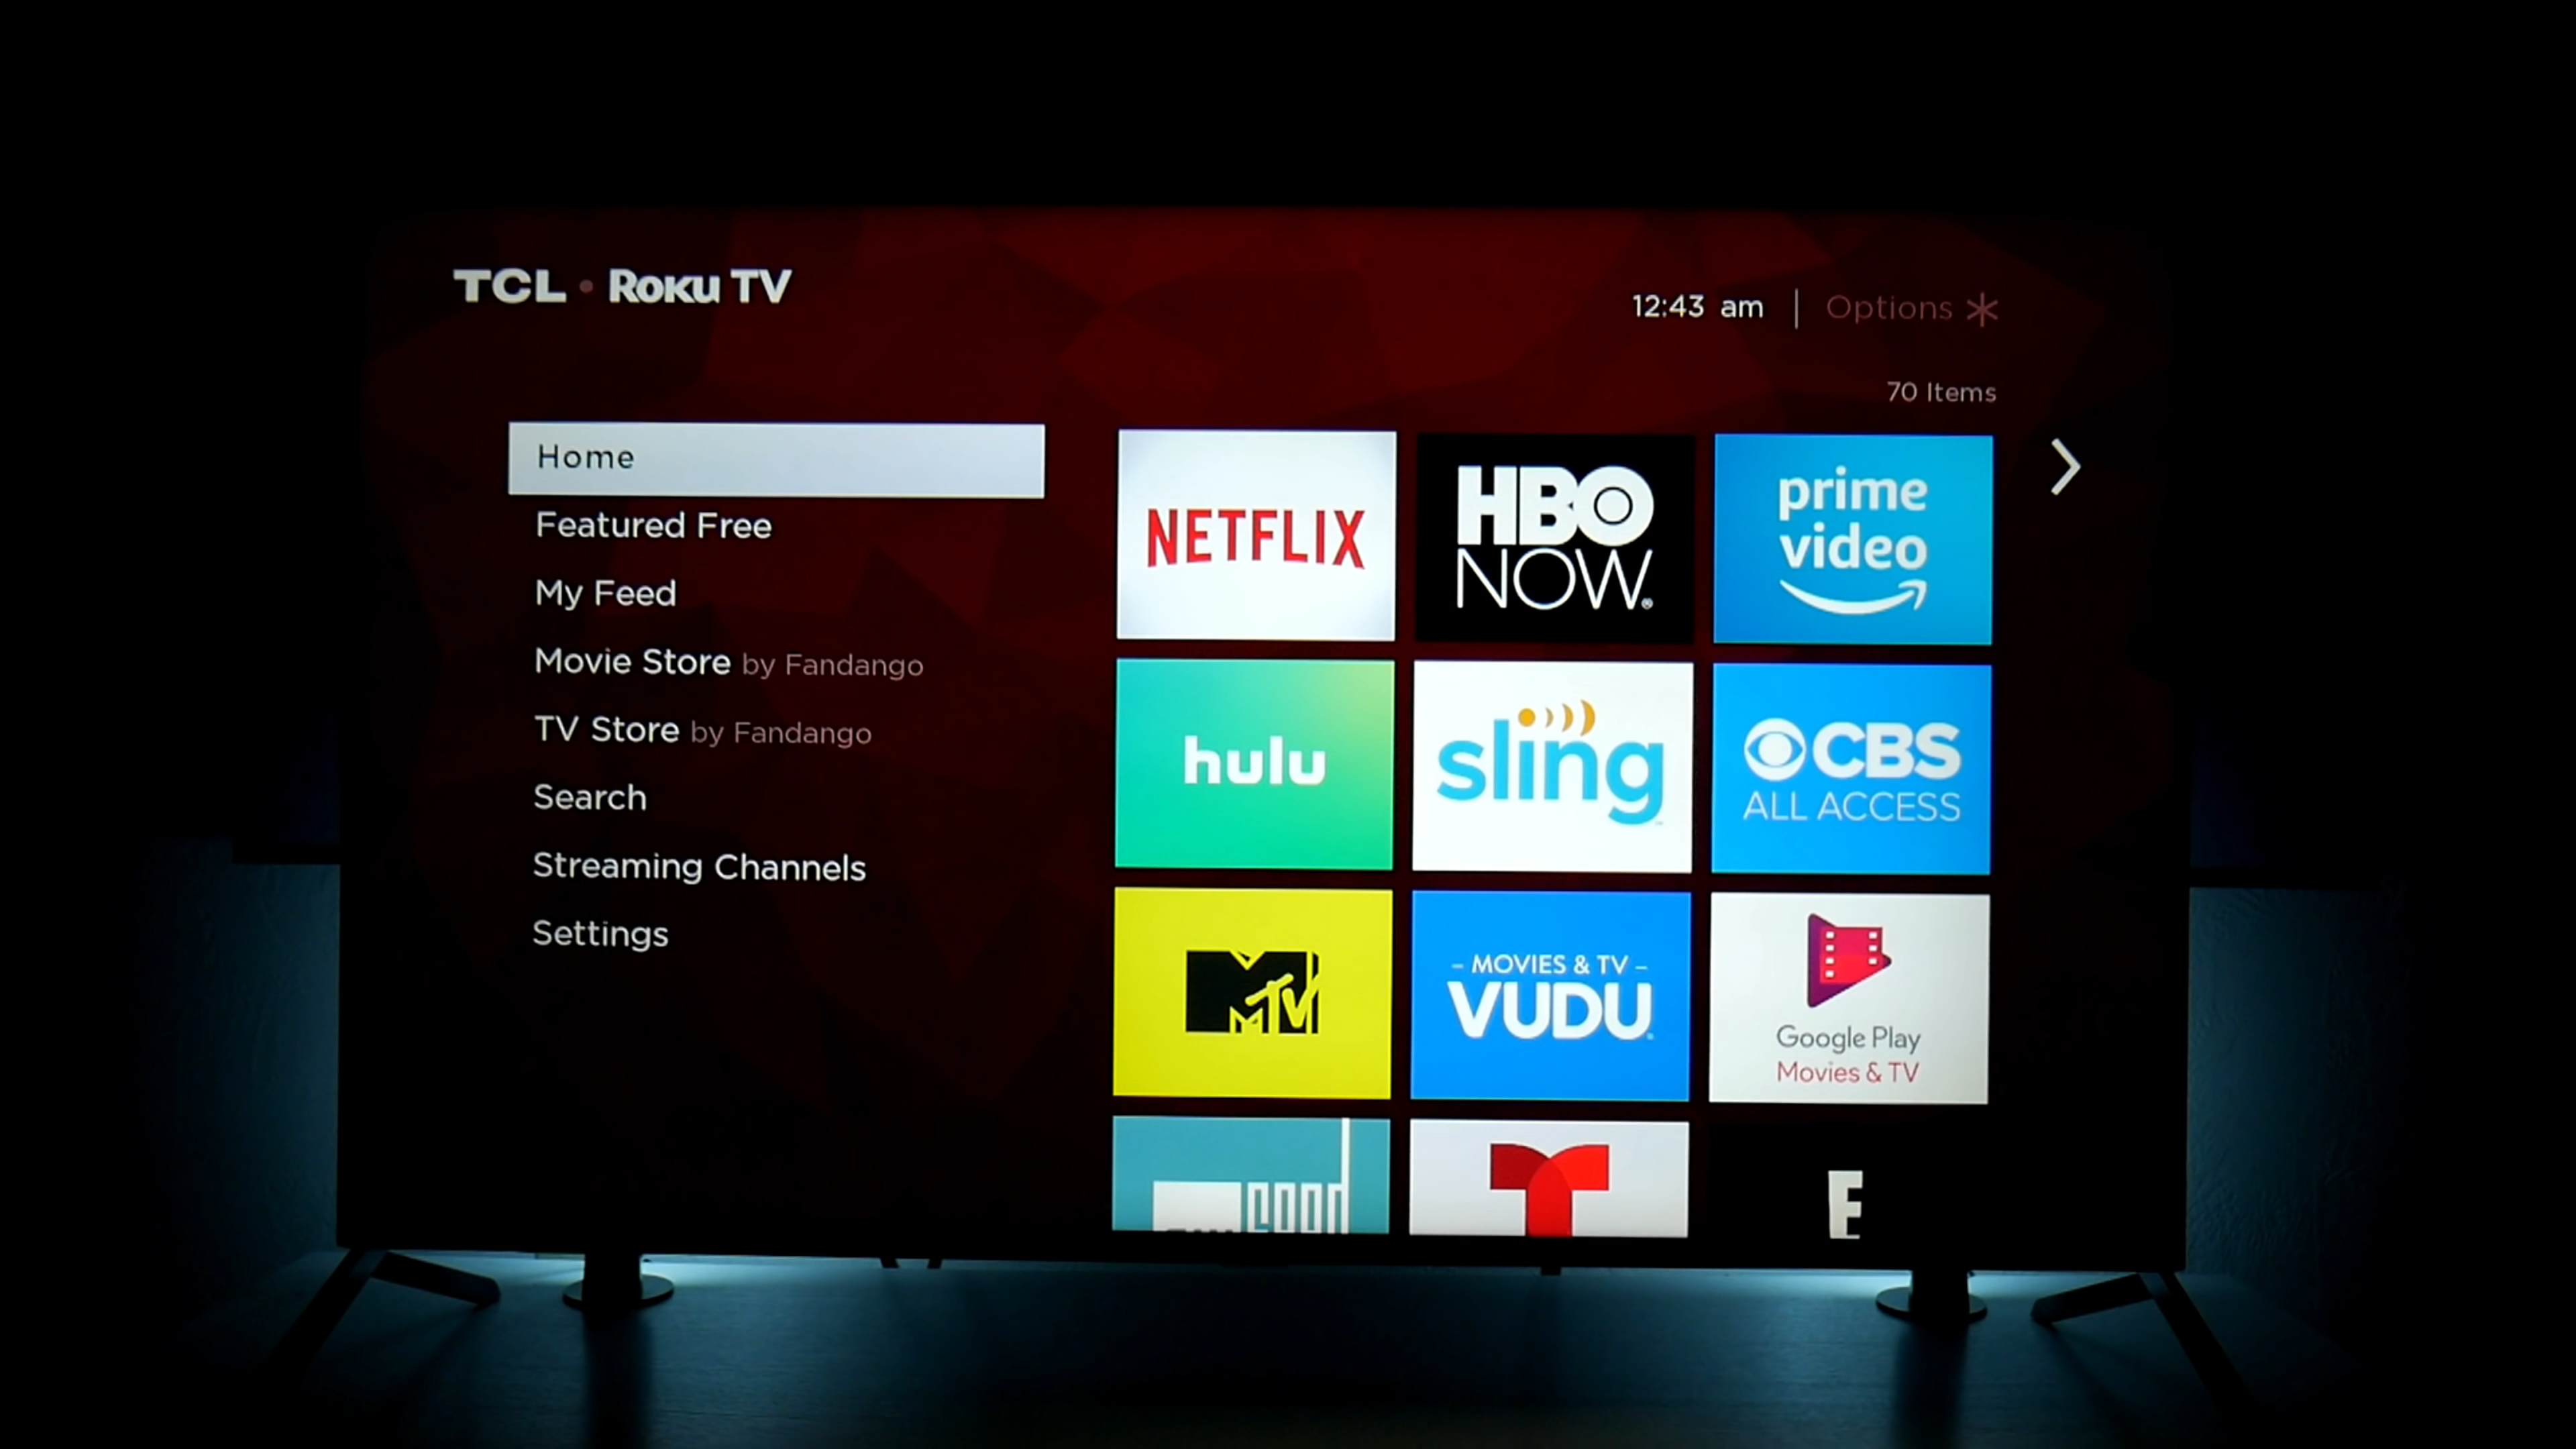 TCL • Roku TV
12:43 am | Options *
70 Items
Home
Featured Free
My Feed
Movie Store by Fandango
TV Store by Fandango
Search
Streaming Channels
Settings
NETFLIX
HBO
NOW.®
prime
video
hulu
sling
CBS
ALL ACCESS
MTV
– MOVIES & TV –
VUDU
Google Play
Movies & TV
good
T
E